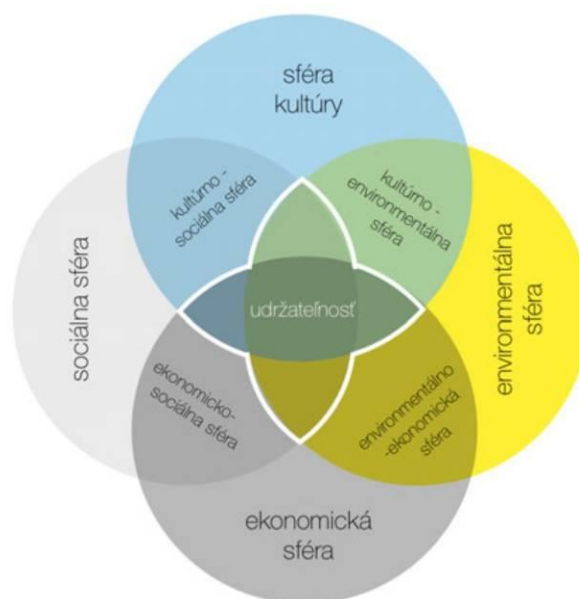 sféra
kultúry
kultúrno -
sociálna sféra
kultúrno -
environmentálna
sféra
sociálna sféra
udržateľnosť
environmentálna
sféra
ekonomicko-
sociálna sféra
environmentálno
-ekonomická
sféra
ekonomická
sféra